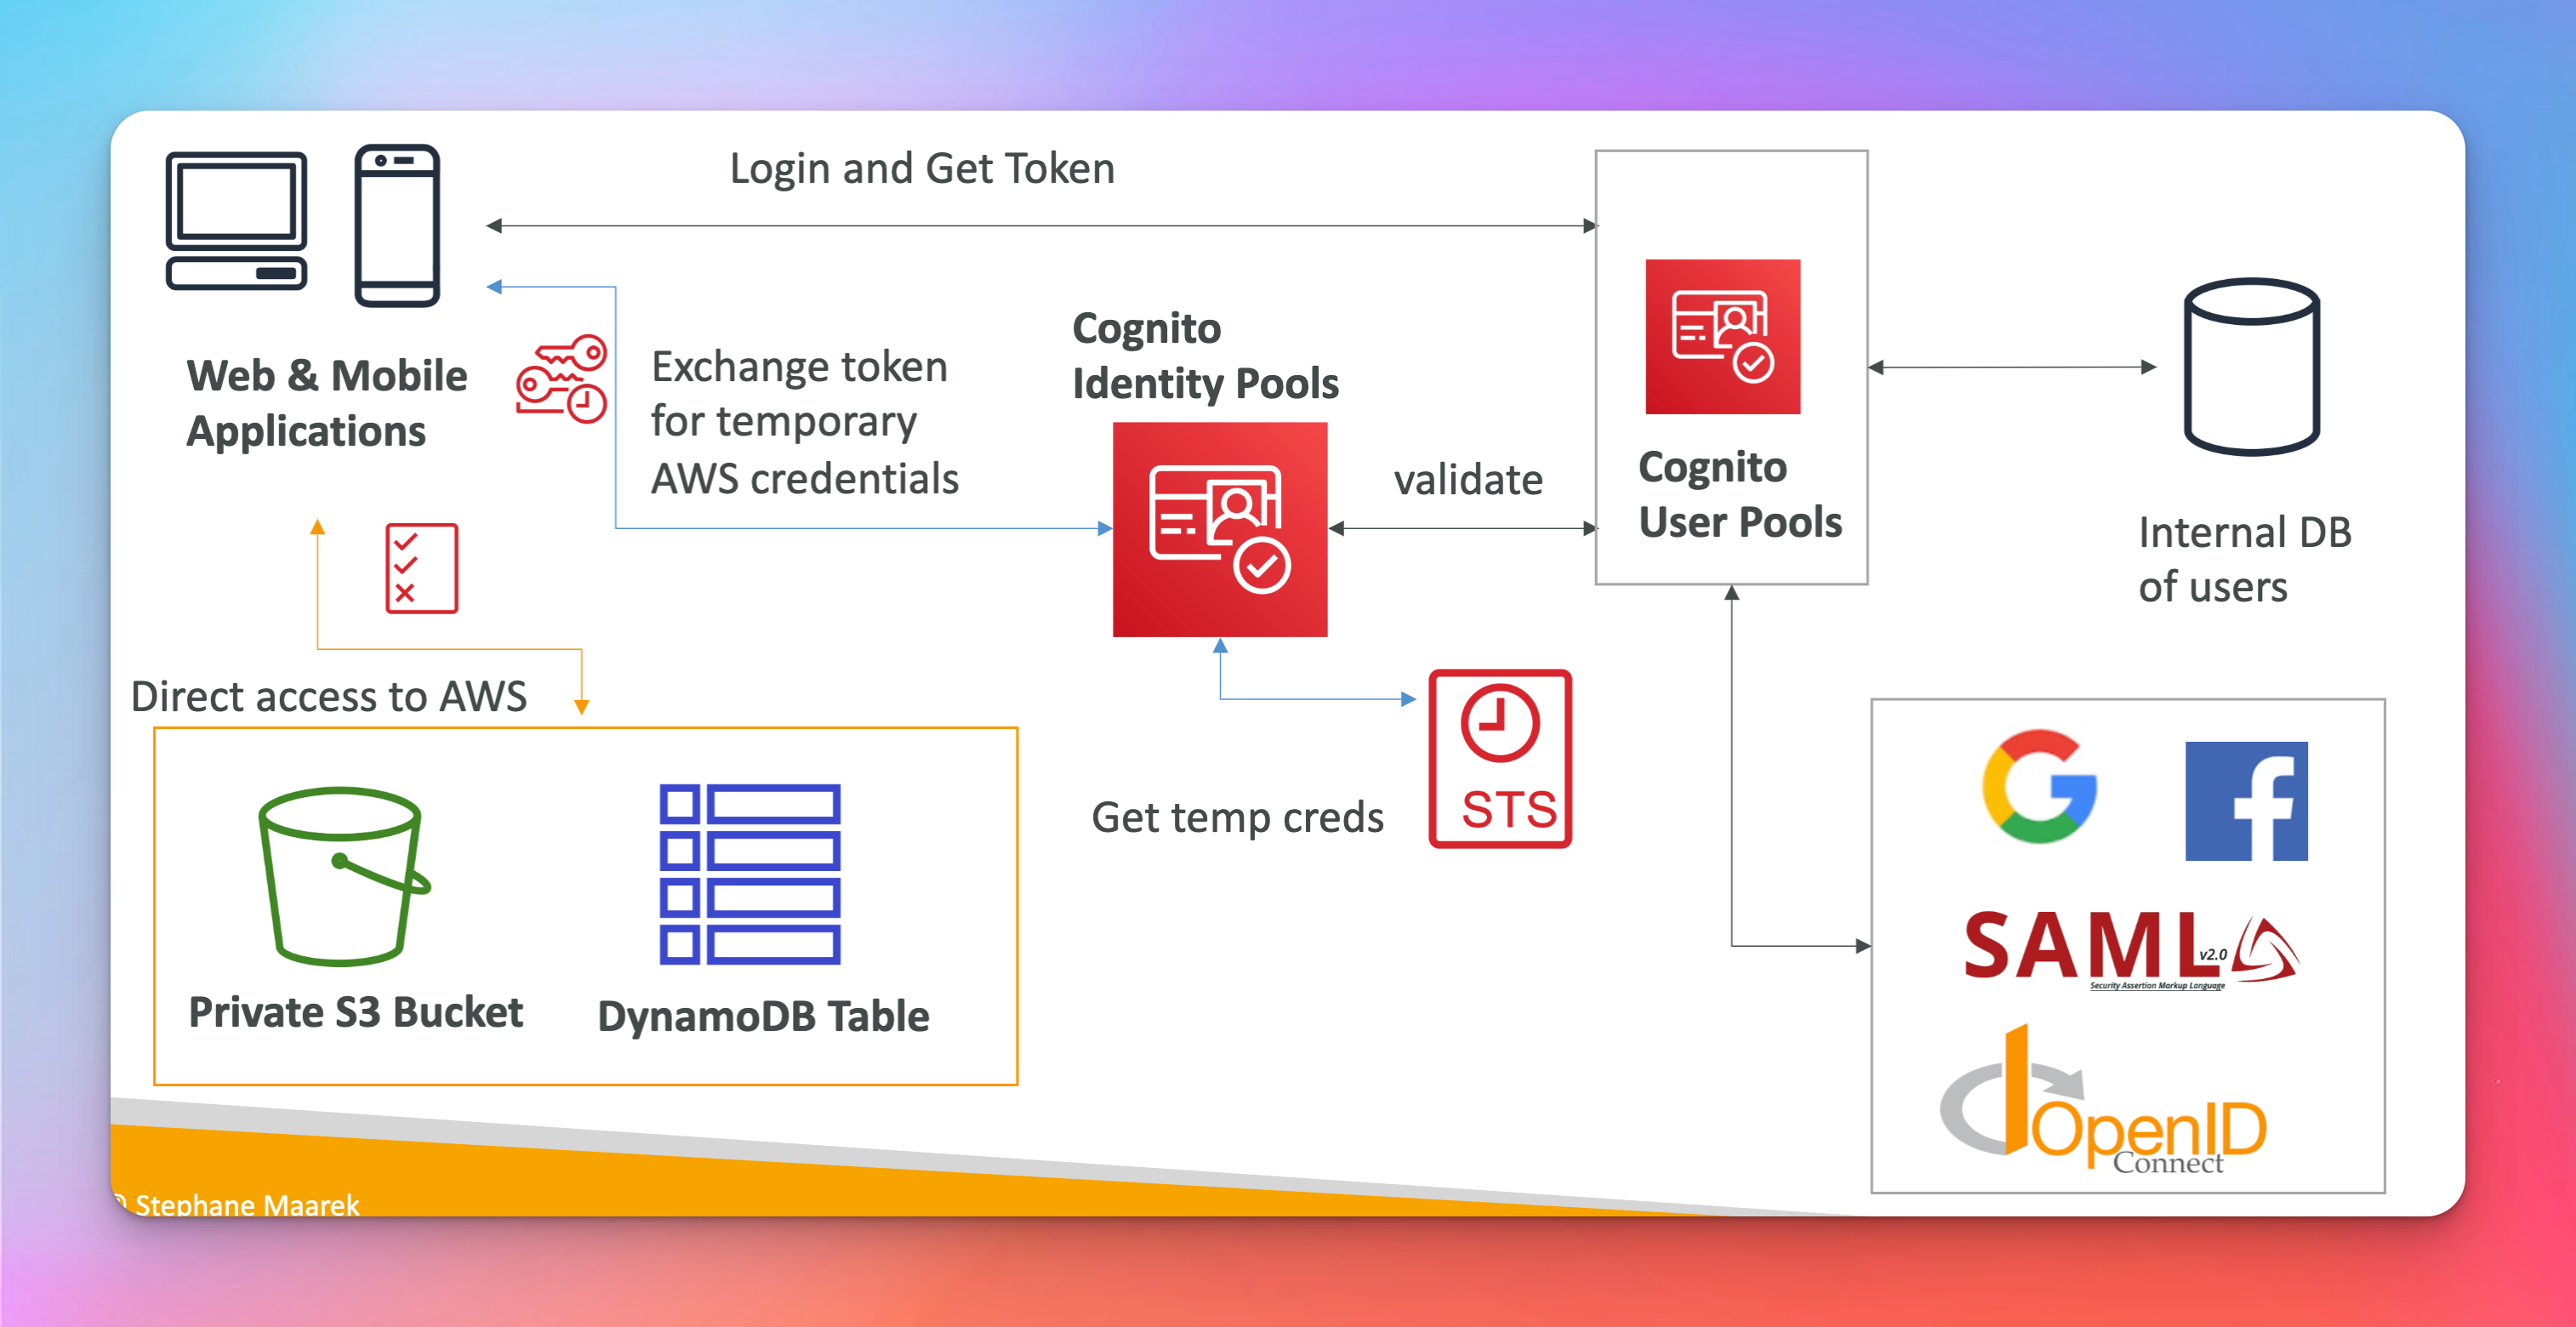 Login and Get Token
Web & Mobile
Applications
Exchange token
for temporary
AWS credentials
Cognito
Identity Pools
validate
Cognito
User Pools
Internal DB
of users
Direct access to AWS
Private S3 Bucket
DynamoDB Table
Get temp creds
STS
SAML
v2.0
Security Assertion Markup Language
OpenID
Connect
© Stephane Maarek